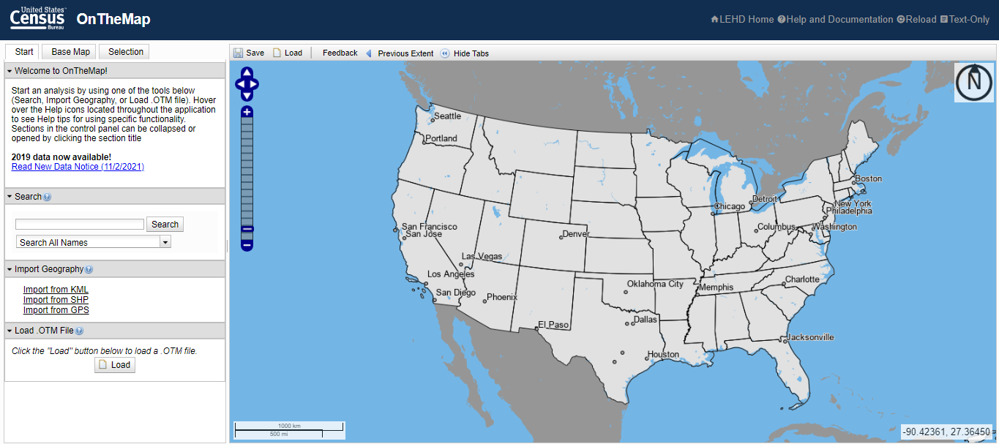 United States®
Census
Bureau
OnTheMap
LEHD Home Help and Documentation Reload Text-Only
Start Base Map Selection
Save Load Feedback Previous Extent Hide Tabs
Welcome to OnTheMap!
Start an analysis by using one of the tools below
(Search, Import Geography, or Load .OTM file). Hover
over the Help icons located throughout the application
to see Help tips for using specific functionality.
Sections in the control panel can be collapsed or
opened by clicking the section title
2019 data now available!
Read New Data Notice (11/2/2021)
Search
Search
Search All Names
Import Geography
Import from KML
Import from SHP
Import from GPS
Load .OTM File
Click the "Load" button below to load a .OTM file.
Load
N
Seattle
Portland
Boston
Detroit
New York
Chicago
Philadelphia
San Francisco
Columbus
Washington
San Jose
Denver
Las Vegas
Los Angeles
Charlotte
Oklahoma City
Memphis
San Diego
Phoenix
Dallas
El Paso
Jacksonville
Houston
1000 km
500 mi
-90.42361, 27.36450